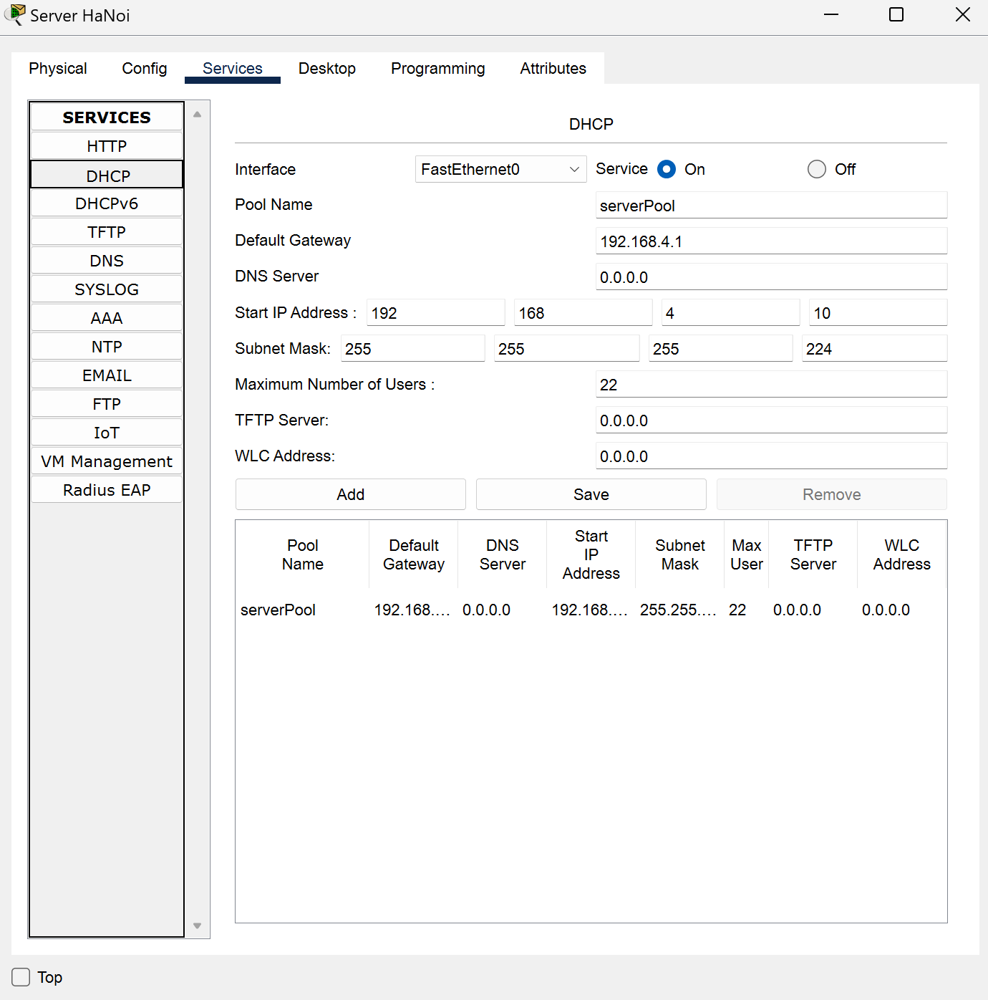 Server HaNoi
Physical Config Services Desktop Programming Attributes
SERVICES
HTTP
DHCP
DHCPv6
TFTP
DNS
SYSLOG
AAA
NTP
EMAIL
FTP
IoT
VM Management
Radius EAP
DHCP
Interface FastEthernet0 Service On Off
Pool Name serverPool
Default Gateway 192.168.4.1
DNS Server 0.0.0.0
Start IP Address : 192 168 4 10
Subnet Mask: 255 255 255 224
Maximum Number of Users : 22
TFTP Server: 0.0.0.0
WLC Address: 0.0.0.0
Add Save Remove
Pool Name Default Gateway DNS Server Start IP Address Subnet Mask Max User TFTP Server WLC Address
serverPool 192.168.... 0.0.0.0 192.168.... 255.255.... 22 0.0.0.0 0.0.0.0
Top